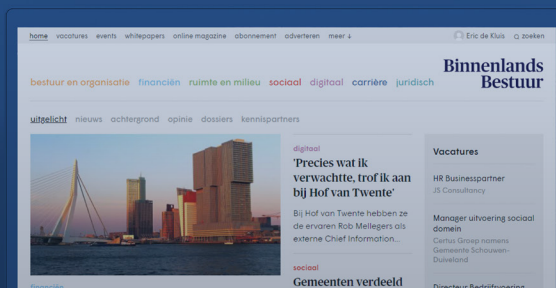 home vacatures events whitepapers online magazine abonnement adverteren meer ↓ Eric de Kluis zoeken
Binnenlands
Bestuur
bestuur en organisatie financiën ruimte en milieu sociaal digitaal carrière juridisch
uitgelicht nieuws achtergrond opinie dossiers kennispartners
digitaal
'Precies wat ik
verwachtte, trof ik aan
bij Hof van Twente'
Bij Hof van Twente hebben ze
de ervaren Rob Mellegers als
externe Chief Information...
sociaal
Gemeenten verdeeld
financiën
Vacatures
HR Businesspartner
JS Consultancy
Manager uitvoering sociaal
domein
Certus Groep namens
Gemeente Schouwen-
Duiveland
Directeur Bedrijfsvoering